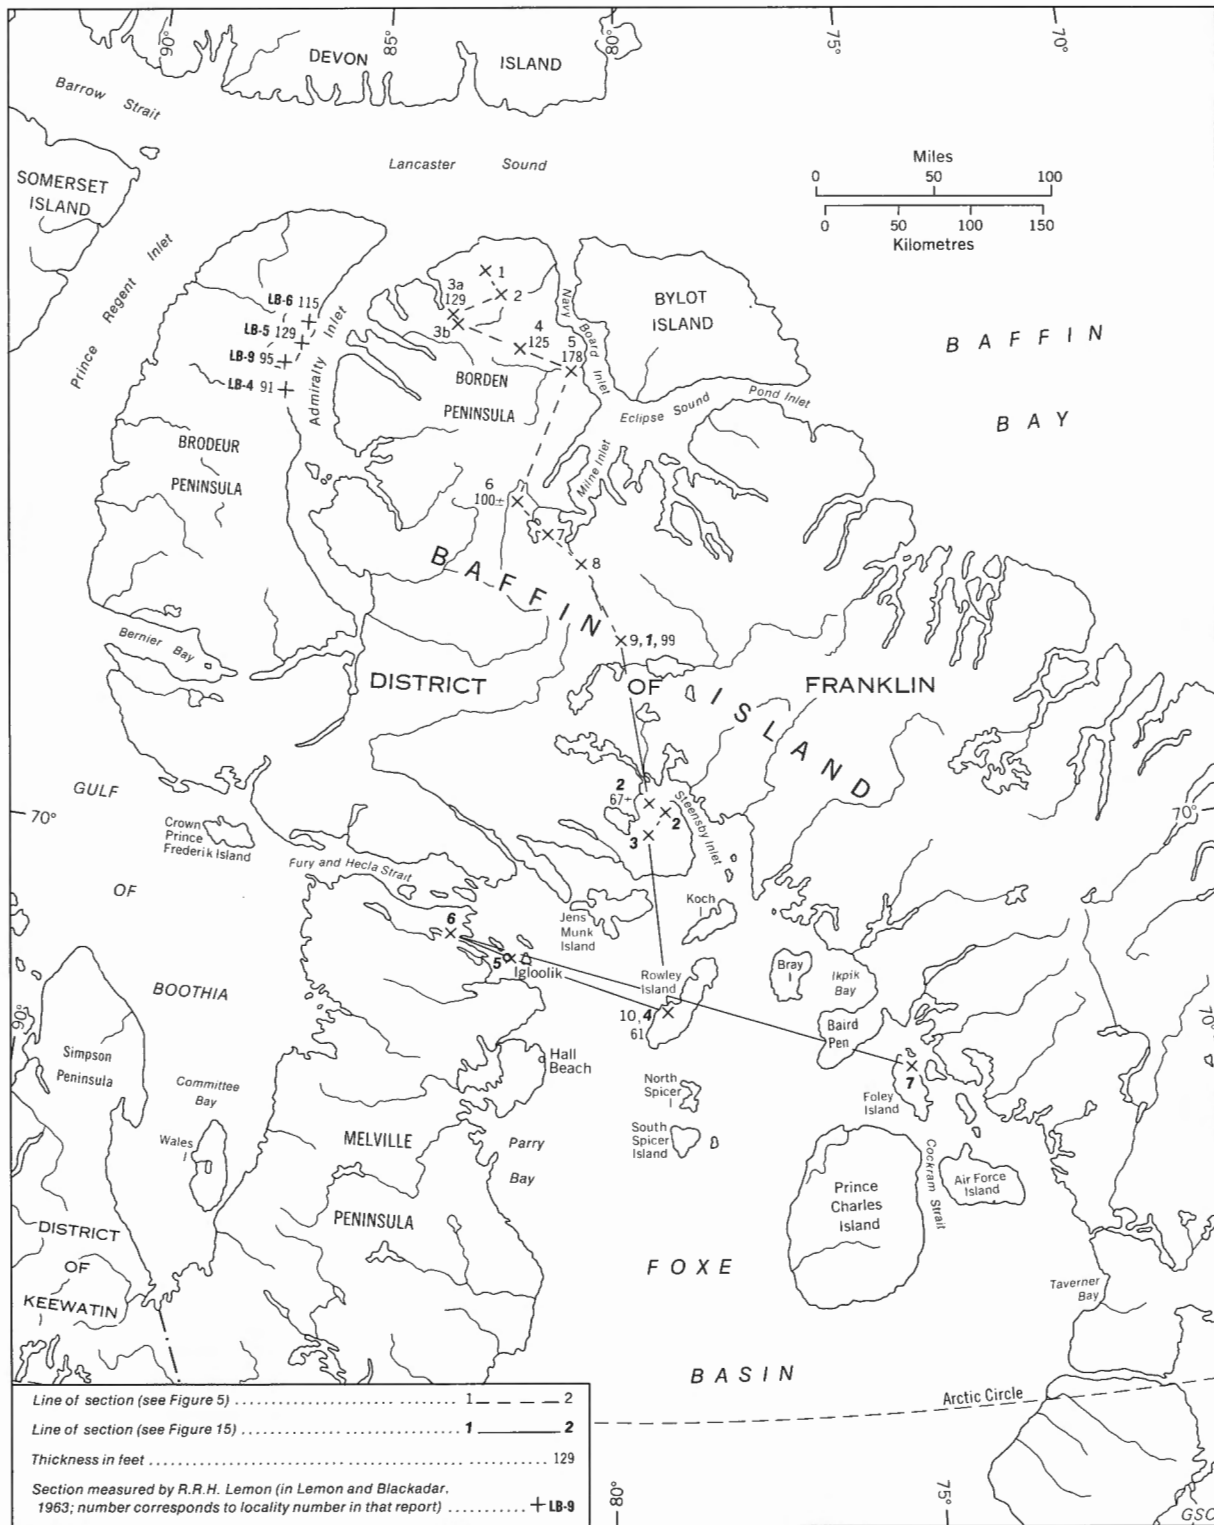 90°
85°
80°
75°
70°
DEVON
ISLAND
Barrow Strait
Lancaster Sound
Miles
0 50 100
0 50 100 150
Kilometres
SOMERSET
ISLAND
Prince Regent Inlet
LB-6 115
LB-5 129
LB-9 95
LB-4 91
Admiralty Inlet
1
2
3a
129
3b
4
125
5
178
Navy Board Inlet
BYLOT
ISLAND
BAFFIN
BAY
BORDEN
PENINSULA
Eclipse Sound
Pond Inlet
Milne Inlet
BRODEUR
PENINSULA
6
100±
7
8
BAFFIN
9, 1, 99
Bernier Bay
DISTRICT
OF
FRANKLIN
ISLAND
GULF
70°
2
67+
2
3
Steensby Inlet
70°
Crown
Prince
Frederik Island
Fury and Hecla Strait
OF
6
5
Igloolik
Jens
Munk
Island
Koch
I
Rowley
Island
Bray
I
Ikpik
Bay
BOOTHIA
10, 4
61
Baird
Pen
90°
70°
7
Foley
Island
Simpson
Peninsula
Committee
Bay
Hall
Beach
North
Spicer
I
South
Spicer
Island
Wales
I
MELVILLE
Parry
Bay
PENINSULA
Prince
Charles
Island
Cockram Strait
Air Force
Island
DISTRICT
OF
KEEWATIN
FOXE
Taverner
Bay
BASIN
Arctic Circle
Line of section (see Figure 5) 1 2
Line of section (see Figure 15) 1 2
Thickness in feet 129
Section measured by R.R.H. Lemon (in Lemon and Blackadar,
1963; number corresponds to locality number in that report) + LB-9
80°
75°
GSC